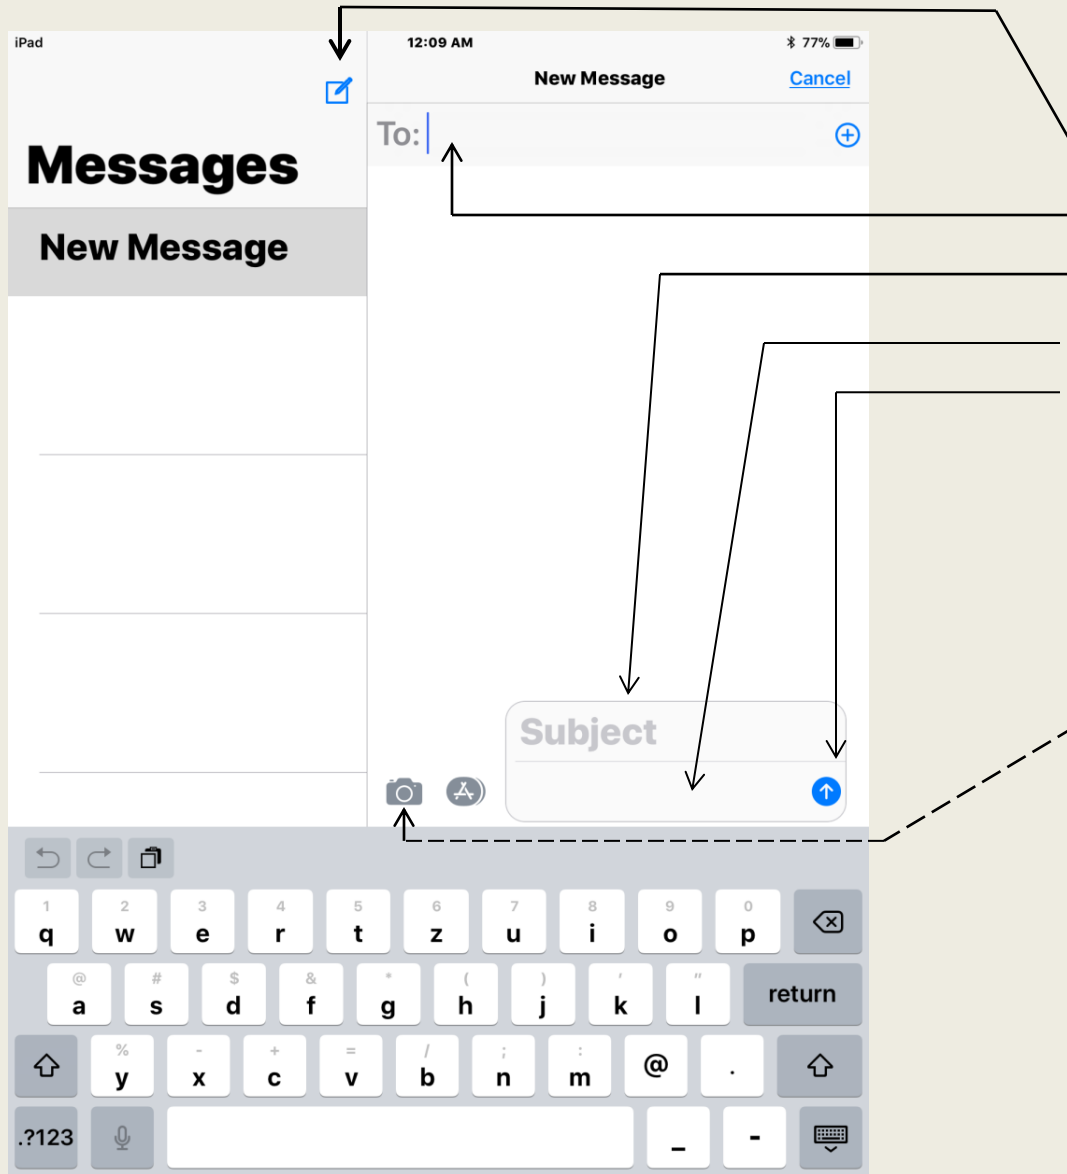 iPad 12:09 AM 77%
New Message Cancel
To:
Messages
New Message
Subject
1 2 3 4 5 6 7 8 9 0
q w e r t z u i o p
@ # $ & * ( ) ' "
a s d f g h j k l return
% - + = / ; :
y x c v b n m @ .
.?123 _ -